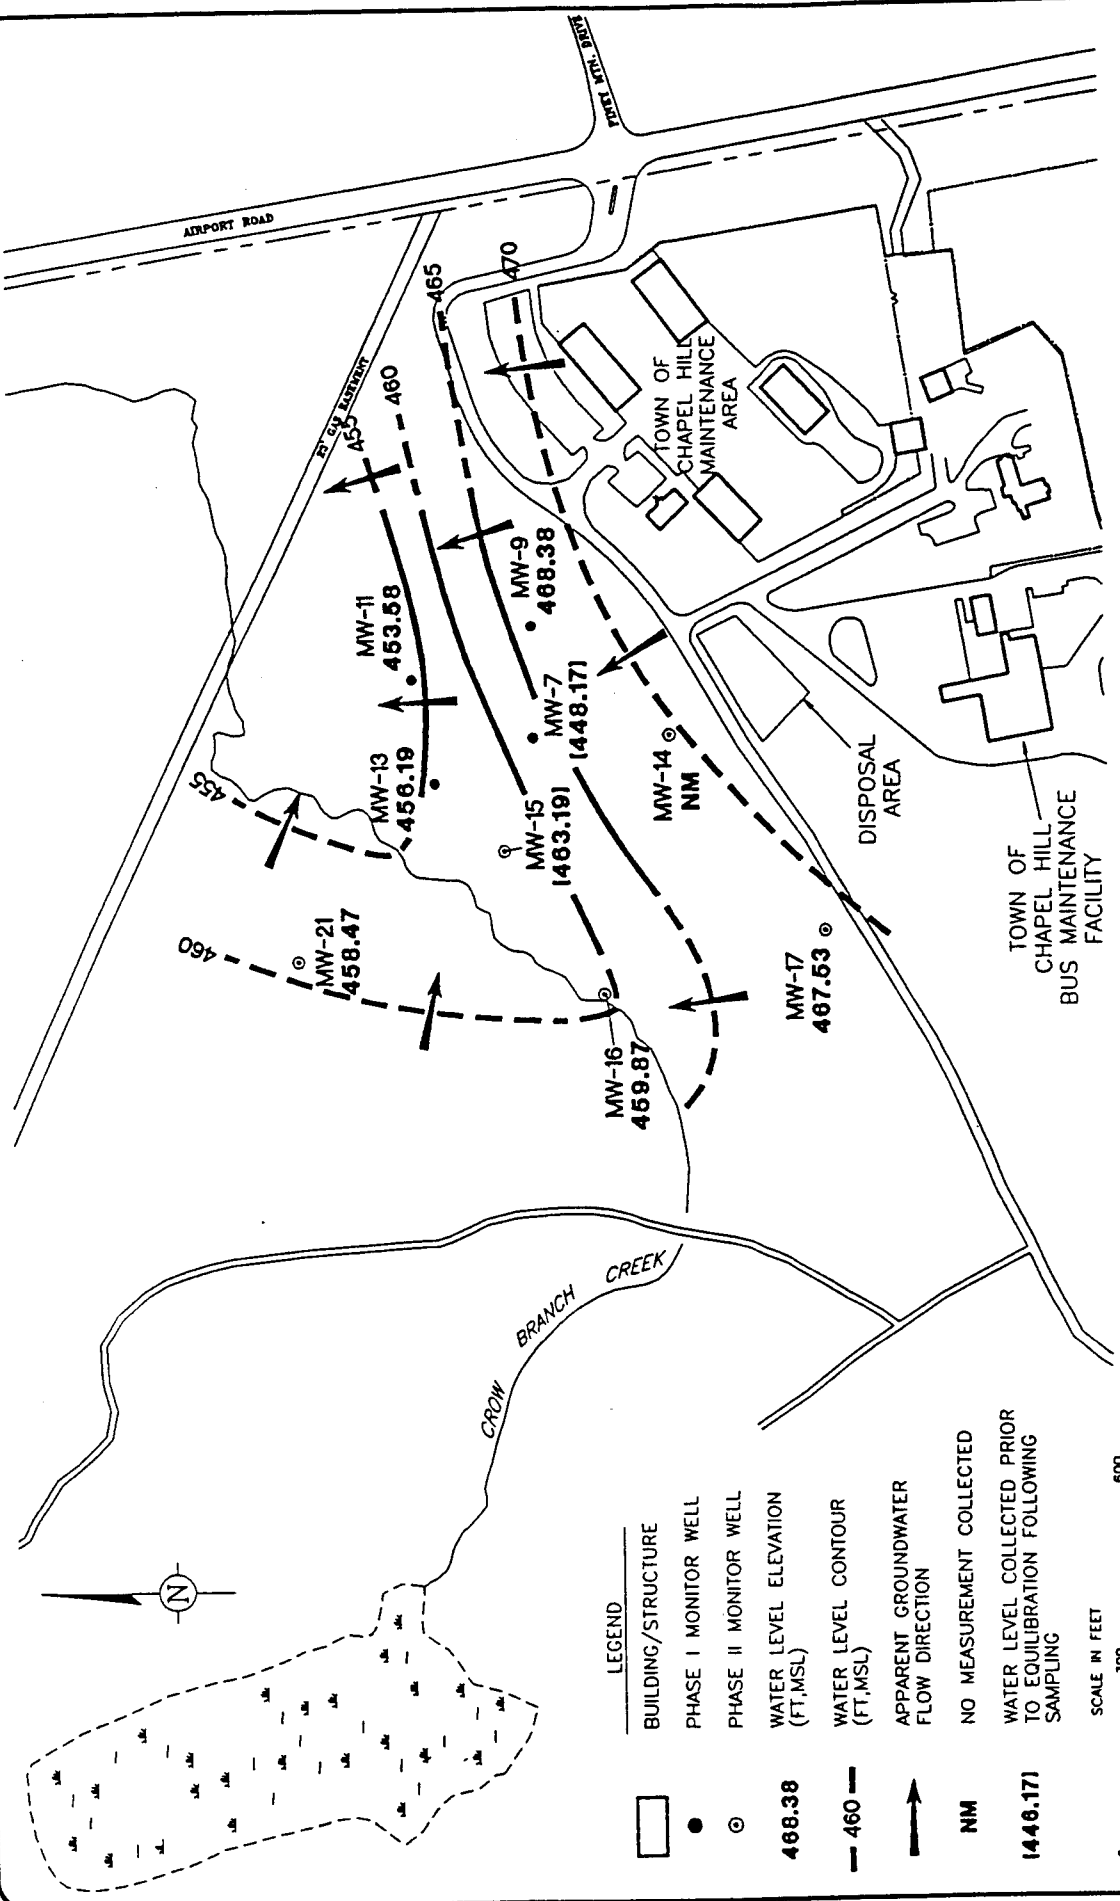 PINEY MTN. DRIVE
AIRPORT ROAD
25' GAS EASEMENT
455
460
465
470
TOWN OF
CHAPEL HILL
MAINTENANCE
AREA
MW-11
453.58
MW-9
468.38
MW-13
456.19
MW-7
[448.17]
MW-15
[463.19]
MW-14
NM
DISPOSAL
AREA
455
460
MW-21
458.47
MW-16
459.87
MW-17
467.53
TOWN OF
CHAPEL HILL
BUS MAINTENANCE
FACILITY
CROW BRANCH CREEK
N
LEGEND
BUILDING/STRUCTURE
PHASE I MONITOR WELL
PHASE II MONITOR WELL
468.38 WATER LEVEL ELEVATION
(FT,MSL)
460 WATER LEVEL CONTOUR
(FT,MSL)
APPARENT GROUNDWATER
FLOW DIRECTION
NM NO MEASUREMENT COLLECTED
[446.17] WATER LEVEL COLLECTED PRIOR
TO EQUILIBRATION FOLLOWING
SAMPLING
SCALE IN FEET
600